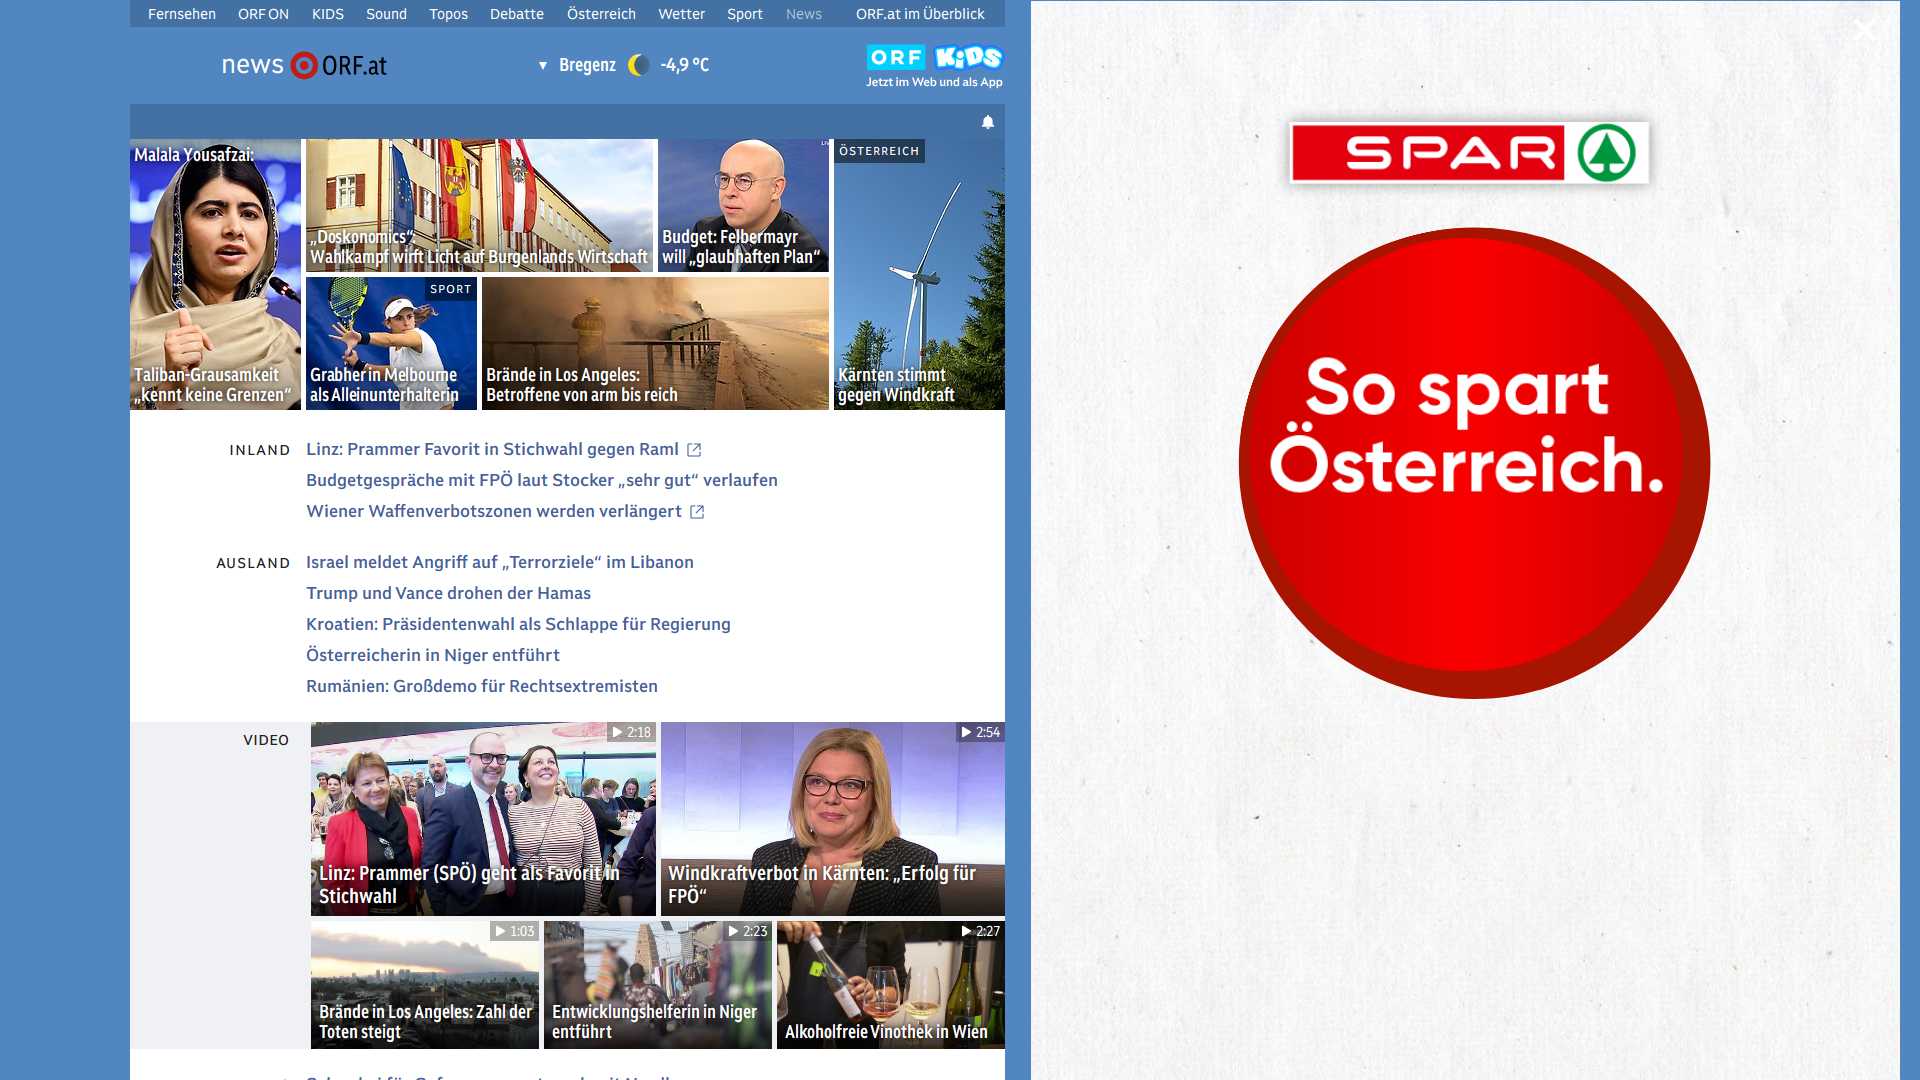 Fernsehen ORF ON KIDS Sound Topos Debatte Österreich Wetter Sport News ORF.at im Überblick
news ORF.at
▼ Bregenz -4,9 °C
ORF KiDS
Jetzt im Web und als App
Malala Yousafzai:
Taliban-Grausamkeit
„kennt keine Grenzen“
„Doskonomics“:
Wahlkampf wirft Licht auf Burgenlands Wirtschaft
Budget: Felbermayr
will „glaubhaften Plan“
ÖSTERREICH
Kärnten stimmt
gegen Windkraft
SPORT
Grabher in Melbourne
als Alleinunterhalterin
Brände in Los Angeles:
Betroffene von arm bis reich
INLAND
Linz: Prammer Favorit in Stichwahl gegen Raml
Budgetgespräche mit FPÖ laut Stocker „sehr gut“ verlaufen
Wiener Waffenverbotszonen werden verlängert
AUSLAND
Israel meldet Angriff auf „Terrorziele“ im Libanon
Trump und Vance drohen der Hamas
Kroatien: Präsidentenwahl als Schlappe für Regierung
Österreicherin in Niger entführt
Rumänien: Großdemo für Rechtsextremisten
VIDEO
2:18
Linz: Prammer (SPÖ) geht als Favorit in
Stichwahl
2:54
Windkraftverbot in Kärnten: „Erfolg für
FPÖ“
1:03
Brände in Los Angeles: Zahl der
Toten steigt
2:23
Entwicklungshelferin in Niger
entführt
2:27
Alkoholfreie Vinothek in Wien
SPAR
So spart
Österreich.